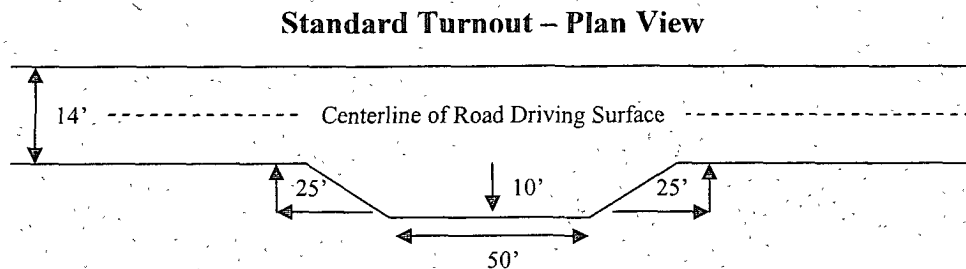 Standard Turnout – Plan View
14'
Centerline of Road Driving Surface
25'
10'
25'
50'